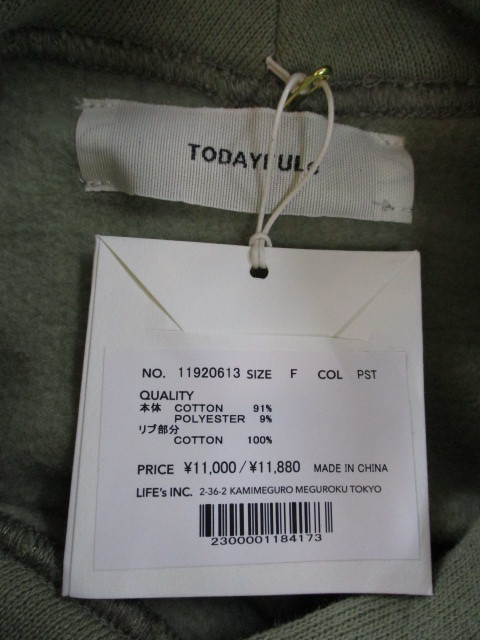 TODAYFULs
NO. 11920613 SIZE F COL PST
QUALITY
本体 COTTON 91%
POLYESTER 9%
リブ部分
COTTON 100%
PRICE ¥11,000/¥11,880 MADE IN CHINA
LIFE's INC. 2-36-2 KAMIMEGURO MEGUROKU TOKYO
2300001184173